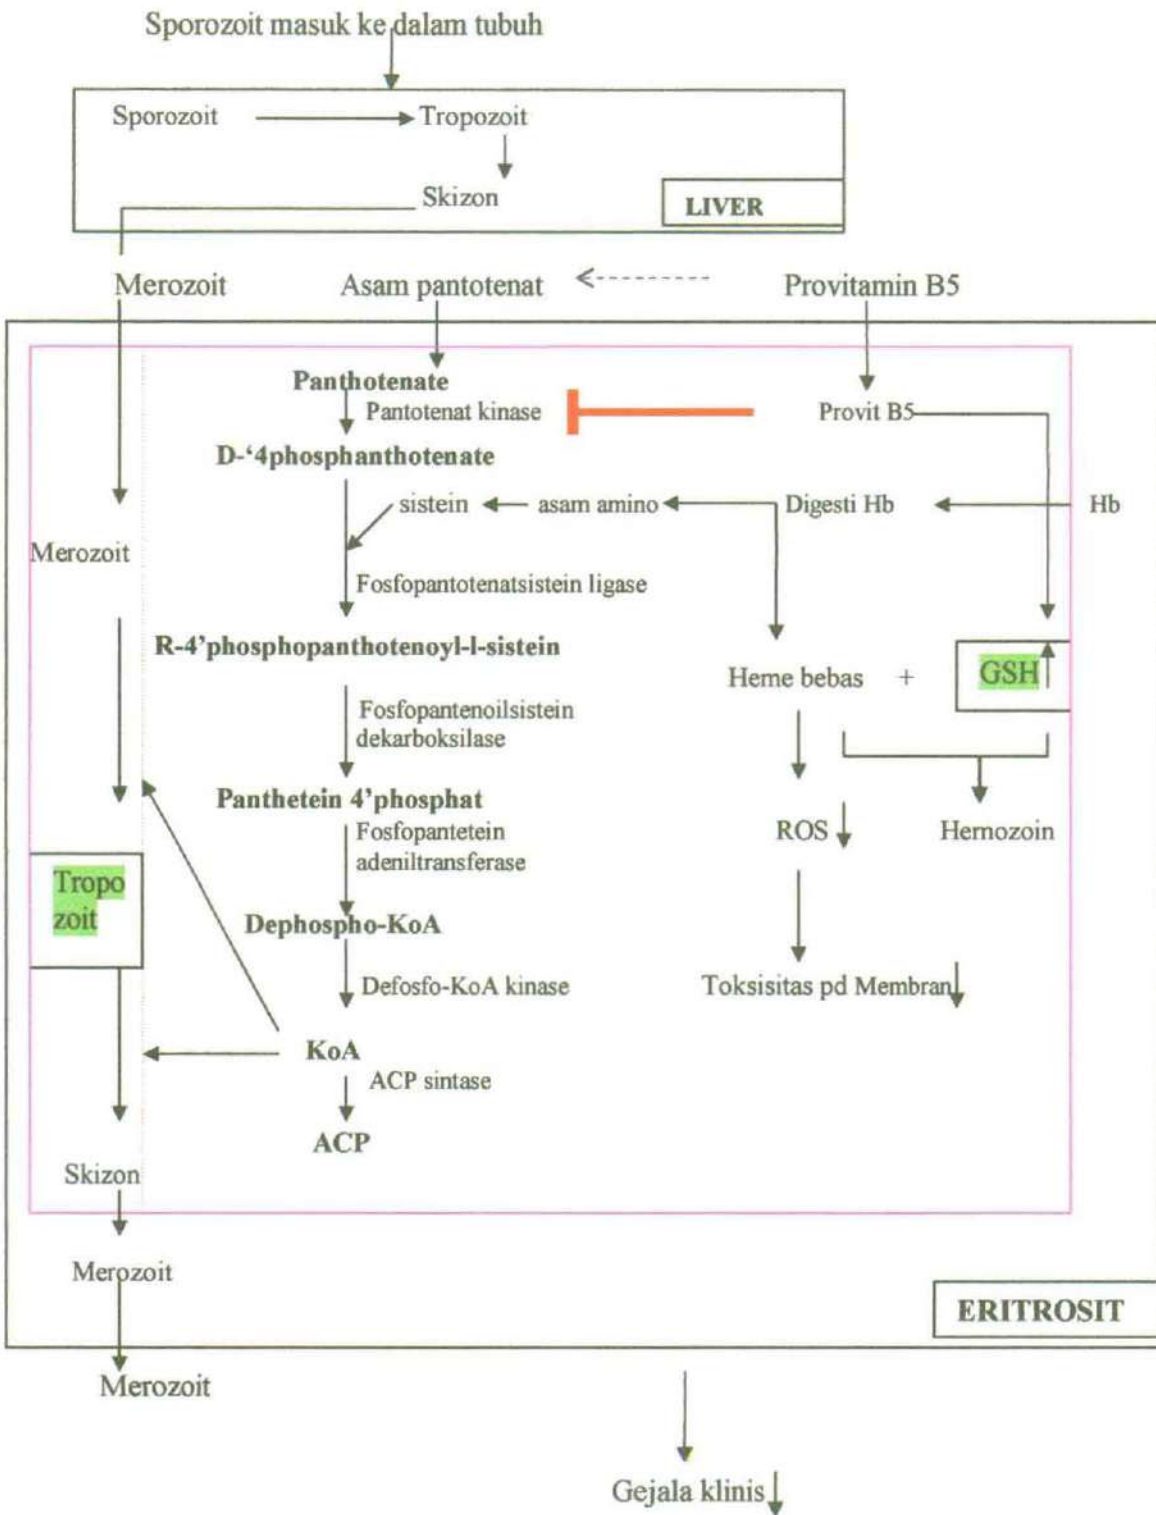 Sporozoit masuk ke dalam tubuh
Sporozoit
Tropozoit
Skizon
LIVER
Merozoit
Asam pantotenat
Provitamin B5
Panthotenate
Pantotenat kinase
Provit B5
D-‘4phosphanthotenate
sistein
asam amino
Digesti Hb
Hb
Merozoit
Fosfopantotenatsistein ligase
R-4’phosphopanthotenoyl-l-sistein
Heme bebas
+
GSH
Fosfopantenoilsistein
dekarboksilase
Panthetein 4’phosphat
Fosfopantetein
adeniltransferase
ROS
Hemozoin
Tropo
zoit
Dephospho-KoA
Defosfo-KoA kinase
Toksisitas pd Membran
KoA
ACP sintase
ACP
Skizon
Merozoit
ERITROSIT
Merozoit
Gejala klinis